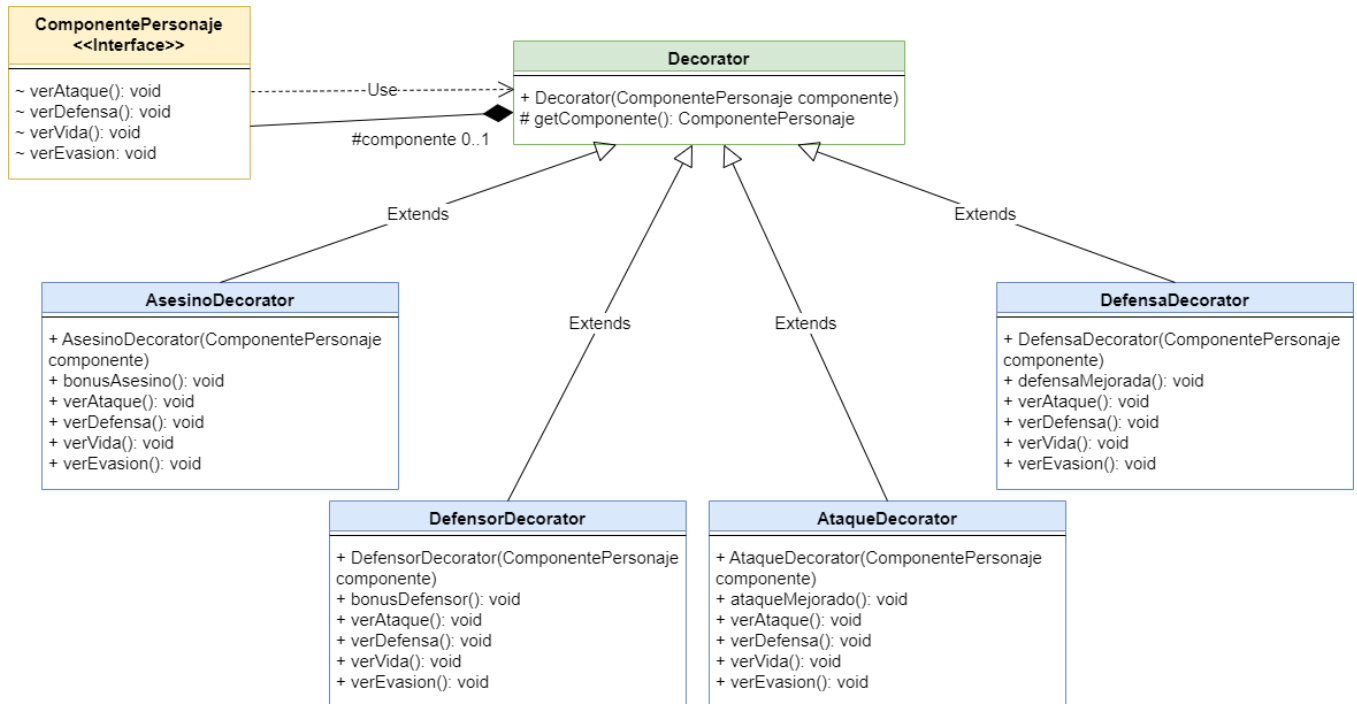 ComponentePersonaje
<<Interface>>
~ verAtaque(): void
~ verDefensa(): void
~ verVida(): void
~ verEvasion: void
Use
#componente 0..1
Decorator
+ Decorator(ComponentePersonaje componente)
# getComponente(): ComponentePersonaje
Extends
Extends
Extends
Extends
AsesinoDecorator
+ AsesinoDecorator(ComponentePersonaje
componente)
+ bonusAsesino(): void
+ verAtaque(): void
+ verDefensa(): void
+ verVida(): void
+ verEvasion(): void
DefensaDecorator
+ DefensaDecorator(ComponentePersonaje
componente)
+ defensaMejorada(): void
+ verAtaque(): void
+ verDefensa(): void
+ verVida(): void
+ verEvasion(): void
DefensorDecorator
+ DefensorDecorator(ComponentePersonaje
componente)
+ bonusDefensor(): void
+ verAtaque(): void
+ verDefensa(): void
+ verVida(): void
+ verEvasion(): void
AtaqueDecorator
+ AtaqueDecorator(ComponentePersonaje
componente)
+ ataqueMejorado(): void
+ verAtaque(): void
+ verDefensa(): void
+ verVida(): void
+ verEvasion(): void